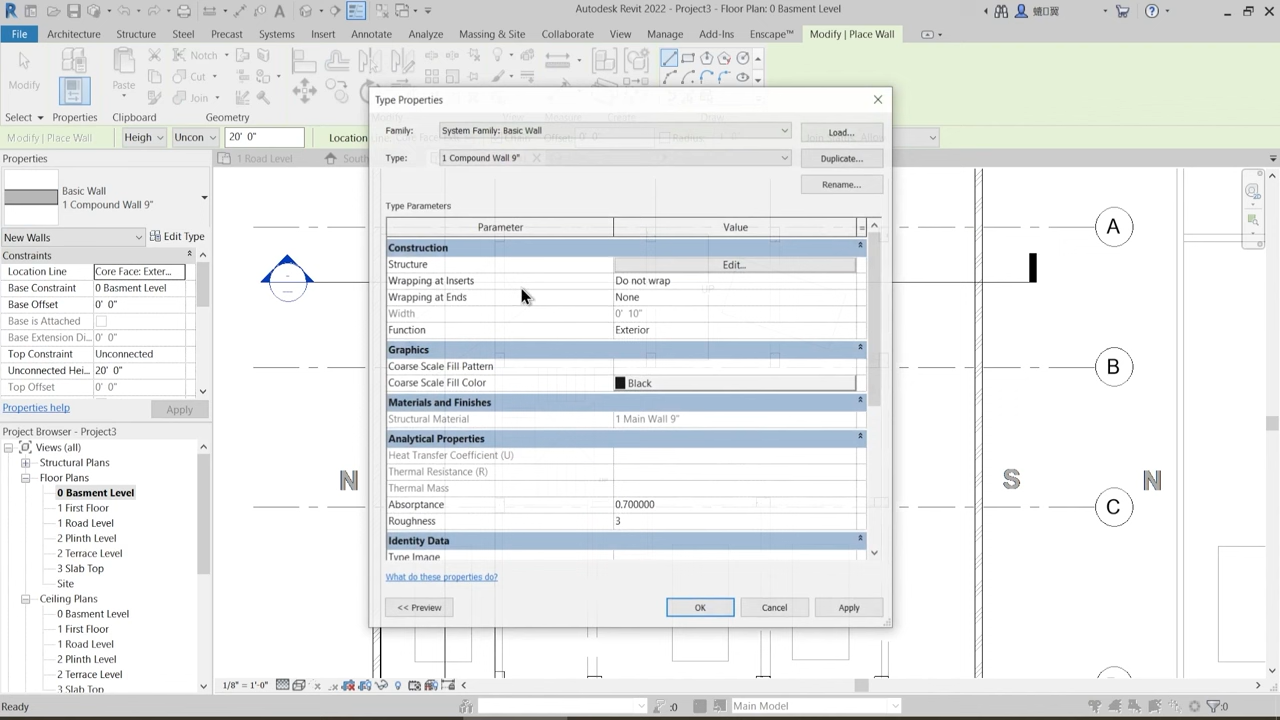 Autodesk Revit 2022 - Project3 - Floor Plan: 0 Basment Level
File Architecture Structure Steel Precast Systems Insert Annotate Analyze Massing & Site Collaborate View Manage Add-Ins Enscape™ Modify | Place Wall
Modify
Paste
Notch
Cut
Join
Select Properties Geometry
Modify | Place Wall Heigh Uncon 20' 0" Location
1 Road Level
Properties
Basic Wall
1 Compound Wall 9"
New Walls Edit Type
Constraints
Location Line Core Face: Exter...
Base Constraint 0 Basment Level
Base Offset 0' 0"
Base is Attached
Base Extension Di... 0' 0"
Top Constraint Unconnected
Unconnected Hei... 20' 0"
Top Offset 0' 0"
Properties help Apply
Project Browser - Project3
Views (all)
Structural Plans
Floor Plans
0 Basment Level
1 First Floor
1 Road Level
2 Plinth Level
2 Terrace Level
3 Slab Top
Site
Ceiling Plans
0 Basment Level
1 First Floor
1 Road Level
2 Plinth Level
2 Terrace Level
3 Slab Top
Type Properties
Family: System Family: Basic Wall Load...
Type: 1 Compound Wall 9" Duplicate...
Rename...
Type Parameters
Parameter Value =
Construction
Structure Edit...
Wrapping at Inserts Do not wrap
Wrapping at Ends None
Width 0' 10"
Function Exterior
Graphics
Coarse Scale Fill Pattern
Coarse Scale Fill Color Black
Materials and Finishes
Structural Material 1 Main Wall 9"
Analytical Properties
Heat Transfer Coefficient (U)
Thermal Resistance (R)
Thermal Mass
Absorptance 0.700000
Roughness 3
Identity Data
Type Image
What do these properties do?
<< Preview OK Cancel Apply
A
B
N S N
C
1/8" = 1'-0"
Ready :0 Main Model :0